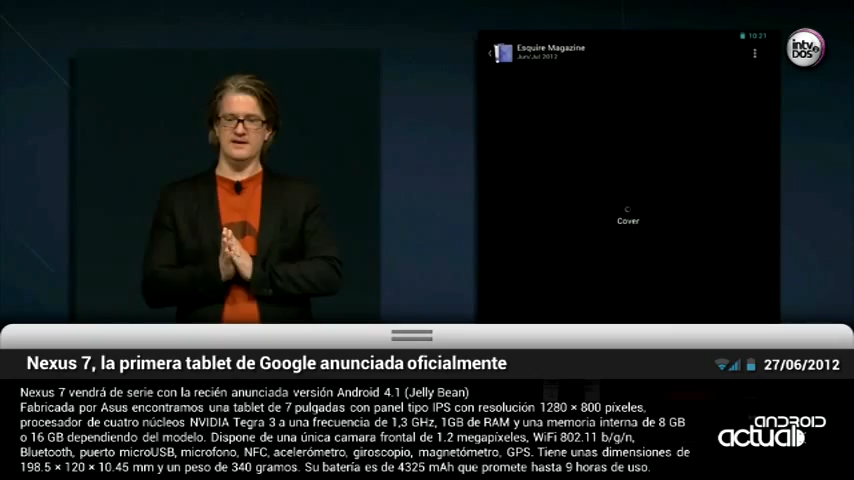 Esquire Magazine
Jun/Jul 2012
10:21
intv
DOS
Cover
Nexus 7, la primera tablet de Google anunciada oficialmente
27/06/2012
Nexus 7 vendrá de serie con la recién anunciada versión Android 4.1 (Jelly Bean)
Fabricada por Asus encontramos una tablet de 7 pulgadas con panel tipo IPS con resolución 1280 × 800 píxeles,
procesador de cuatro núcleos NVIDIA Tegra 3 a una frecuencia de 1,3 GHz, 1GB de RAM y una memoria interna de 8 GB
o 16 GB dependiendo del modelo. Dispone de una única camara frontal de 1.2 megapíxeles, WiFi 802.11 b/g/n,
Bluetooth, puerto microUSB, microfono, NFC, acelerómetro, giroscopio, magnetómetro, GPS. Tiene unas dimensiones de
198.5 × 120 × 10.45 mm y un peso de 340 gramos. Su batería es de 4325 mAh que promete hasta 9 horas de uso.
ANDROID
actual